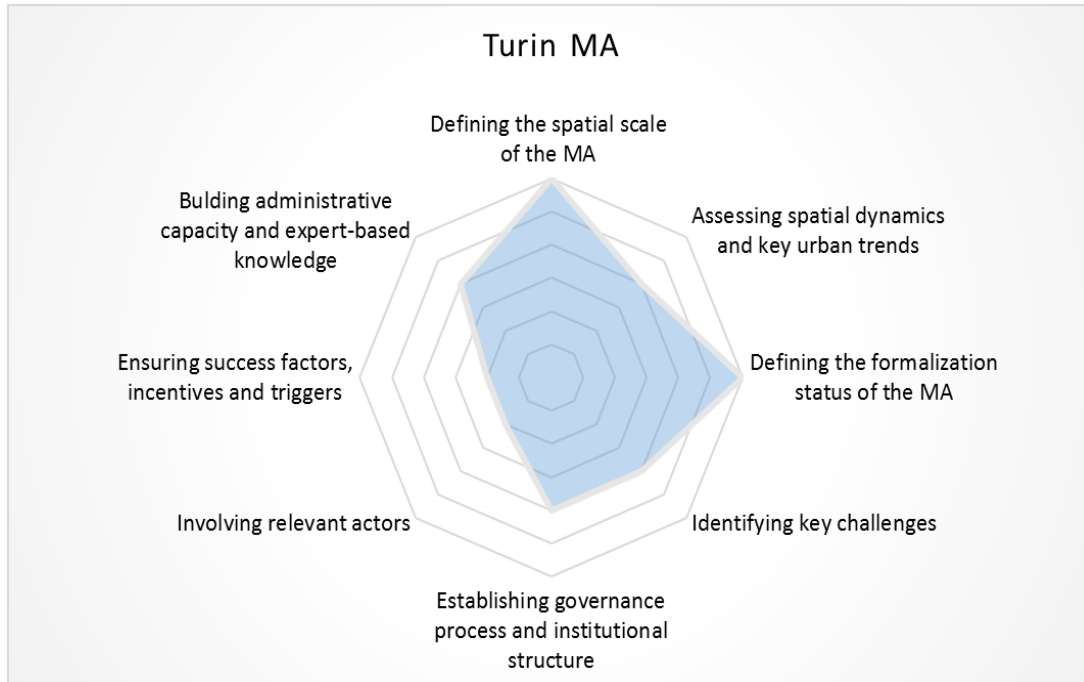 Turin MA
Defining the spatial scale
of the MA
Assessing spatial dynamics
and key urban trends
Defining the formalization
status of the MA
Identifying key challenges
Establishing governance
process and institutional
structure
Involving relevant actors
Ensuring success factors,
incentives and triggers
Bulding administrative
capacity and expert-based
knowledge